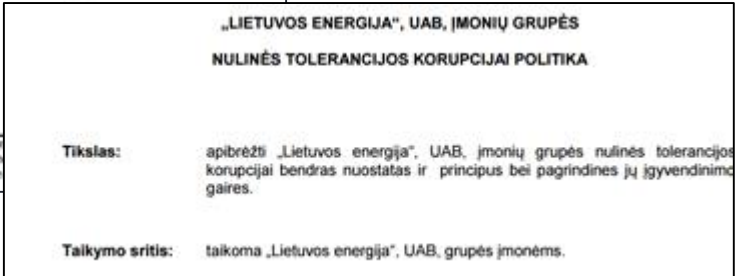 „LIETUVOS ENERGIJA“, UAB, ĮMONIŲ GRUPĖS
NULINĖS TOLERANCIJOS KORUPCIJAI POLITIKA
Tikslas: apibrėžti „Lietuvos energija“, UAB, įmonių grupės nulinės tolerancijos
korupcijai bendras nuostatas ir principus bei pagrindines jų įgyvendinimo
gaires.
Taikymo sritis: taikoma „Lietuvos energija“, UAB, grupės įmonėms.